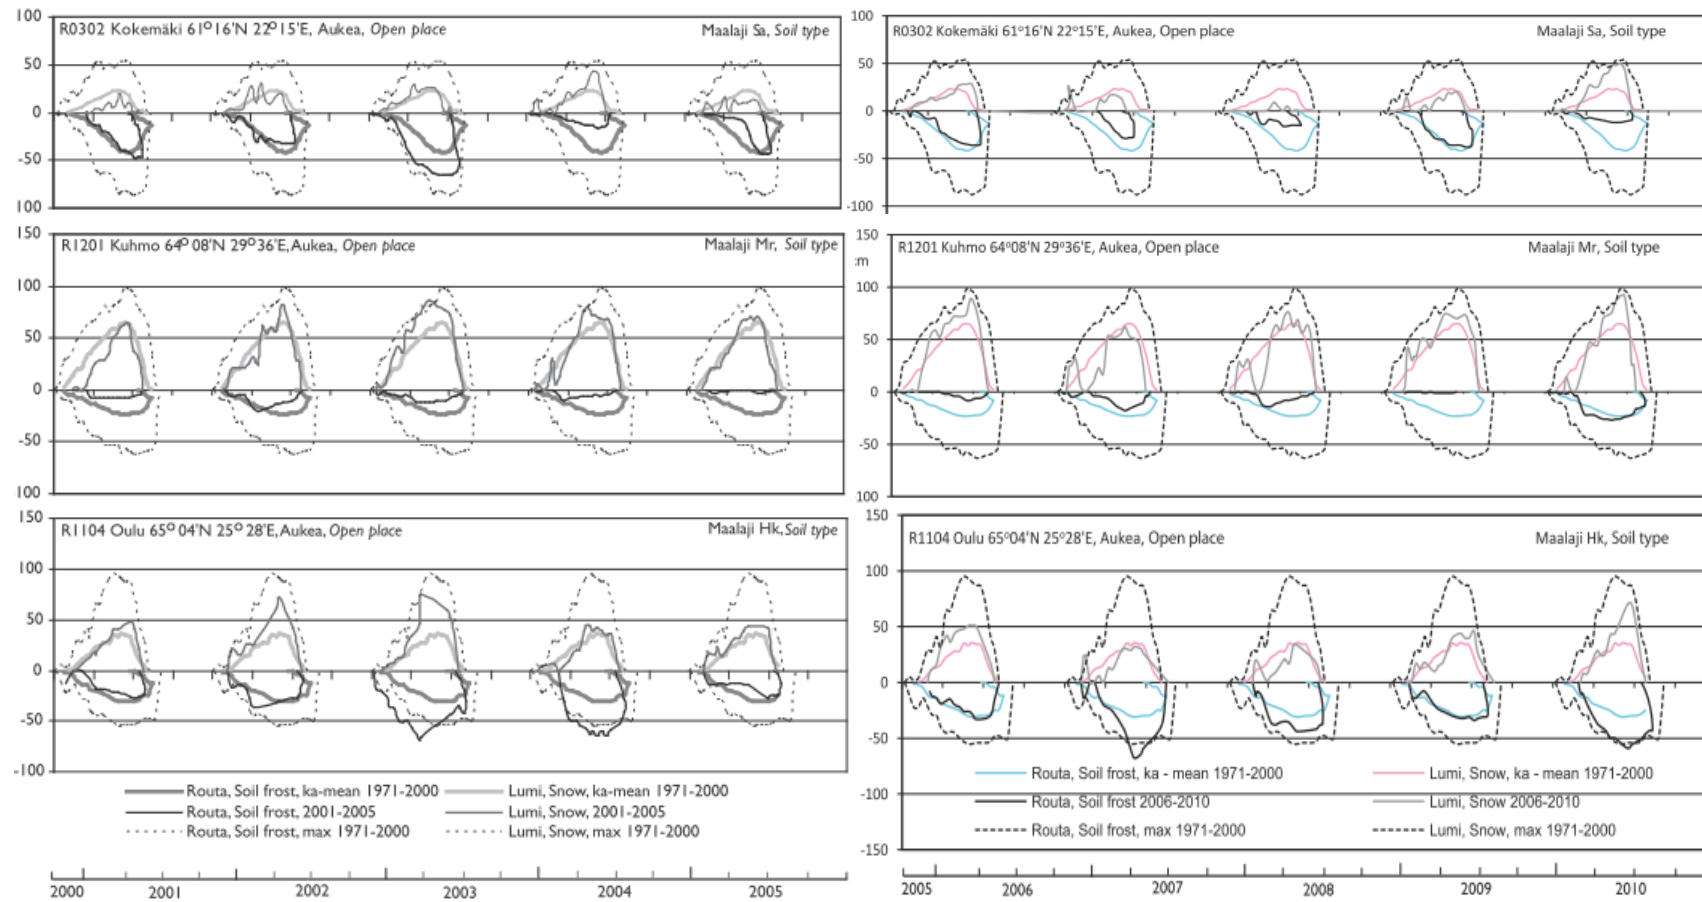 100
R0302 Kokemäki 61°16'N 22°15'E, Aukea, Open place
Maalaji Sa, Soil type
50
0
-50
100
150
R1201 Kuhmo 64° 08'N 29°36'E, Aukea, Open place
Maalaji Mr, Soil type
100
50
0
-50
100
150
R1104 Oulu 65° 04'N 25° 28'E, Aukea, Open place
Maalaji Hk, Soil type
100
50
0
-50
-100
Routa, Soil frost, ka-mean 1971-2000
Lumi, Snow, ka-mean 1971-2000
Routa, Soil frost, 2001-2005
Lumi, Snow, 2001-2005
Routa, Soil frost, max 1971-2000
Lumi, Snow, max 1971-2000
2000 2001 2002 2003 2004 2005
100
R0302 Kokemäki 61°16'N 22°15'E, Aukea, Open place
Maalaji Sa, Soil type
50
0
-50
-100
150
R1201 Kuhmo 64°08'N 29°36'E, Aukea, Open place
Maalaji Mr, Soil type
:m
100
50
0
-50
100
150
R1104 Oulu 65°04'N 25°28'E, Aukea, Open place
Maalaji Hk, Soil type
100
50
0
-50
Routa, Soil frost, ka - mean 1971-2000
Lumi, Snow, ka - mean 1971-2000
-100
Routa, Soil frost 2006-2010
Lumi, Snow 2006-2010
Routa, Soil frost, max 1971-2000
Lumi, Snow, max 1971-2000
-150
2005 2006 2007 2008 2009 2010